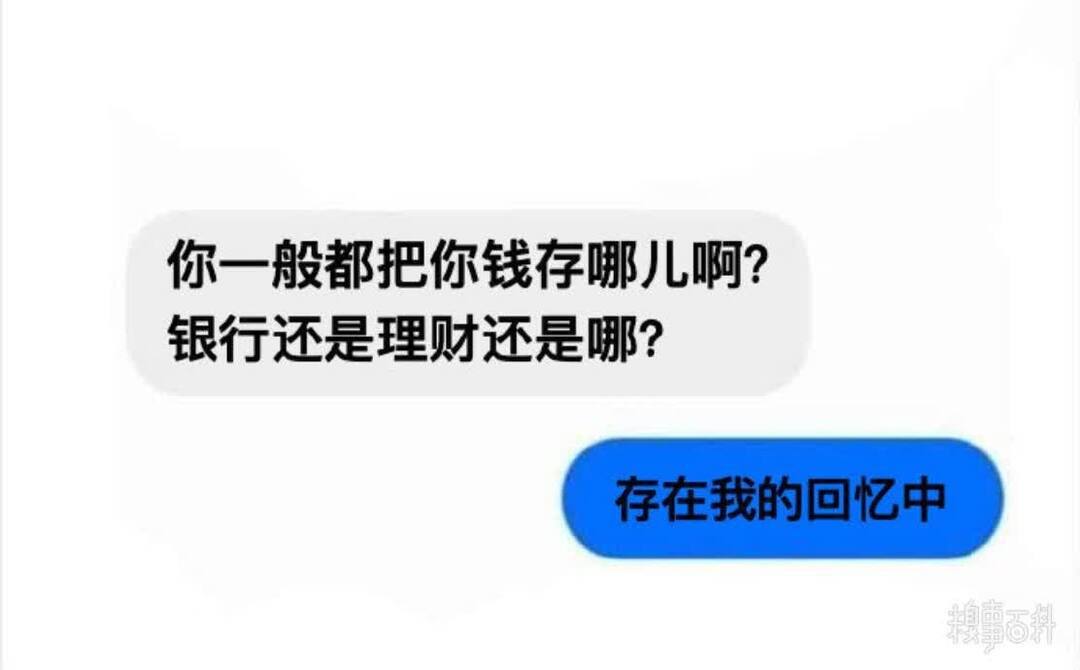 你一般都把你钱存哪儿啊?
银行还是理财还是哪?
存在我的回忆中
糗事百科